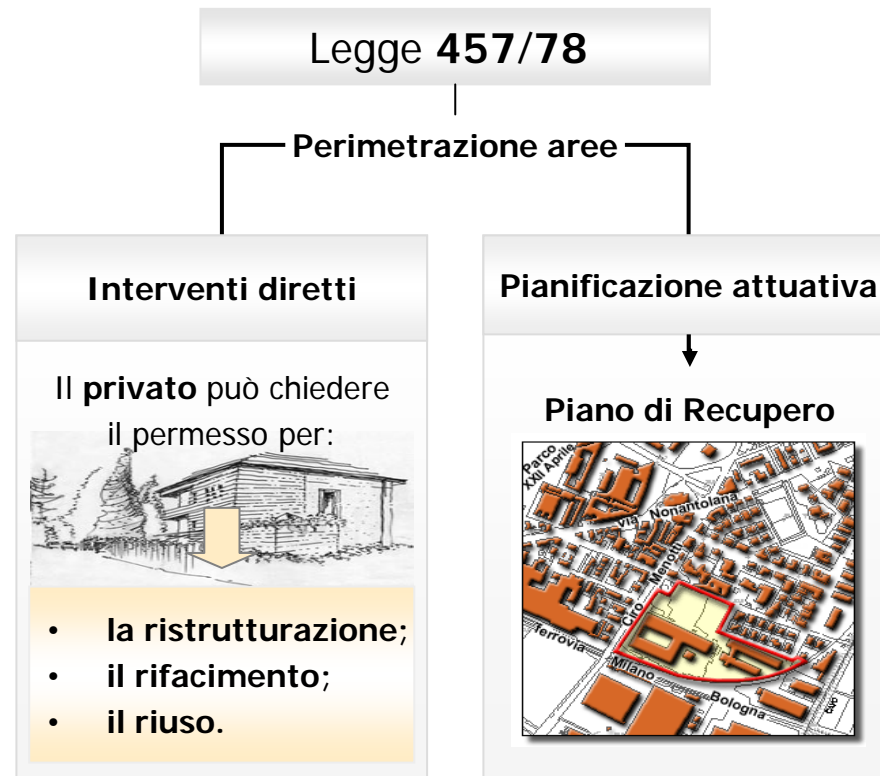 Legge 457/78
Perimetrazione aree
Interventi diretti
Il privato può chiedere
il permesso per:
• la ristrutturazione;
• il rifacimento;
• il riuso.
Pianificazione attuativa
Piano di Recupero
Parco
XXII Aprile
Via Nonantolana
Ciro Menotti
ferrovia
Milano
Bologna